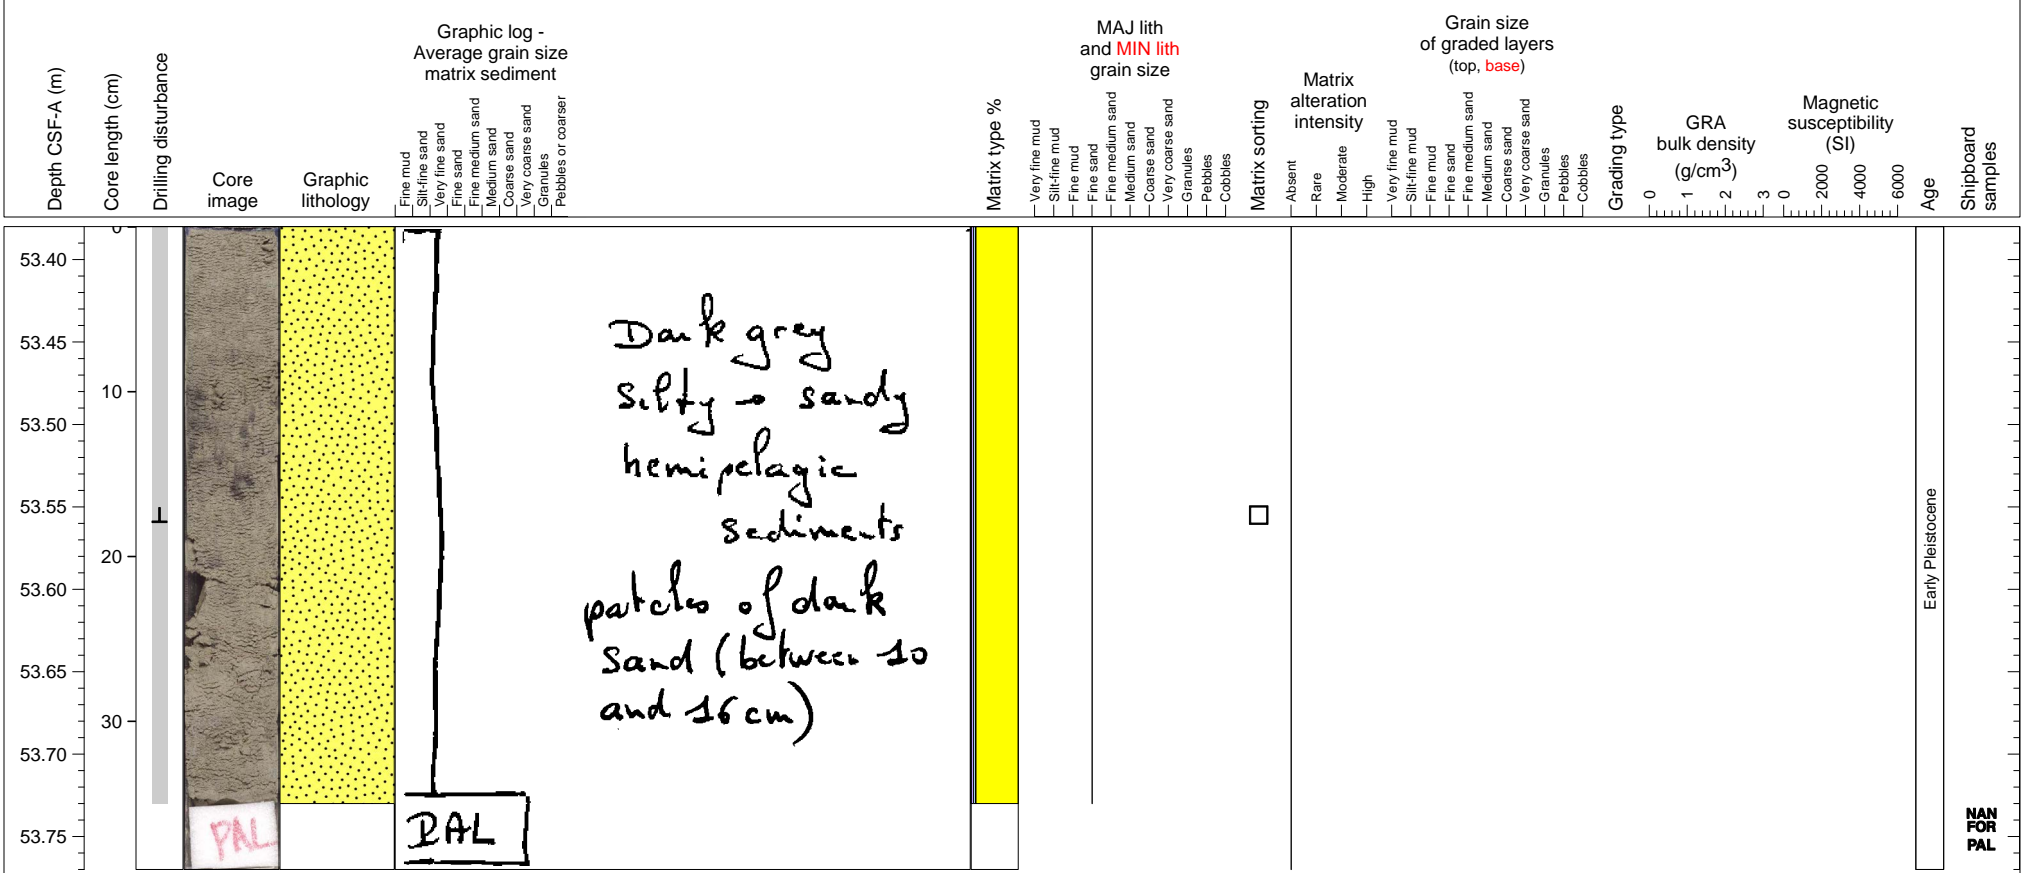 Depth CSF-A (m)
Core length (cm)
Drilling disturbance
Core
image
Graphic
lithology
Graphic log -
Average grain size
matrix sediment
Fine mud
Silt-fine sand
Very fine sand
Fine sand
Fine medium sand
Medium sand
Coarse sand
Very coarse sand
Granules
Pebbles or coarser
Matrix type %
MAJ lith
and MIN lith
grain size
Very fine mud
Silt-fine mud
Fine mud
Fine sand
Fine medium sand
Medium sand
Coarse sand
Very coarse sand
Granules
Pebbles
Cobbles
Matrix sorting
Matrix
alteration
intensity
Absent
Rare
Moderate
High
Grain size
of graded layers
(top, base)
Very fine mud
Silt-fine mud
Fine mud
Fine sand
Fine medium sand
Medium sand
Coarse sand
Very coarse sand
Granules
Pebbles
Cobbles
Grading type
GRA
bulk density
(g/cm3)
0 1 2 3
Magnetic
susceptibility
(SI)
0 2000 4000 6000
Age
Shipboard
samples
53.40
53.45
53.50
53.55
53.60
53.65
53.70
53.75
0
10
20
30
PAL
Dark grey
Silty → sandy
hemipelagic
sediments
patches of dark
sand (between 10
and 16 cm)
PAL
Early Pleistocene
NAN
FOR
PAL